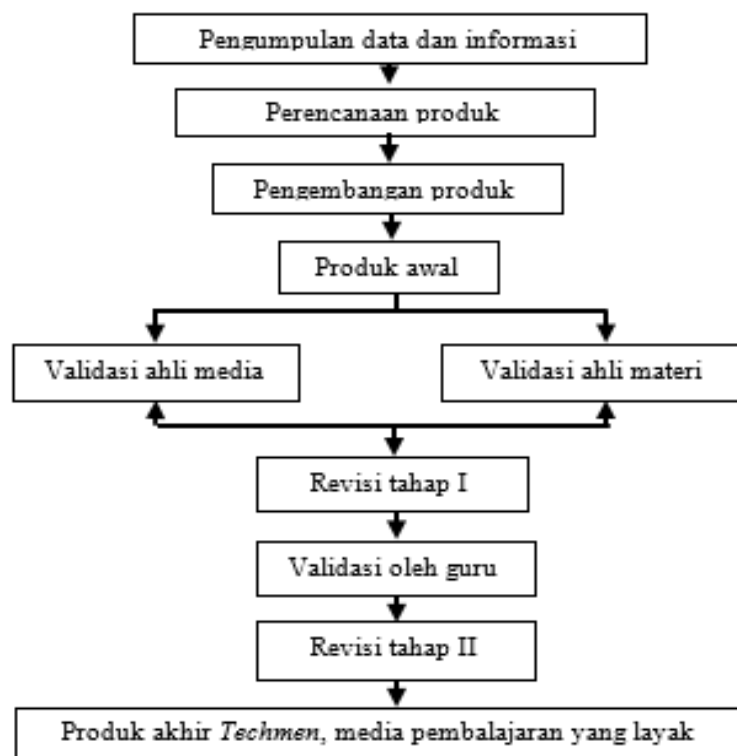 Pengumpulan data dan informasi
Perencanaan produk
Pengembangan produk
Produk awal
Validasi ahli media
Validasi ahli materi
Revisi tahap I
Validasi oleh guru
Revisi tahap II
Produk akhir Techmen, media pembalajaran yang layak